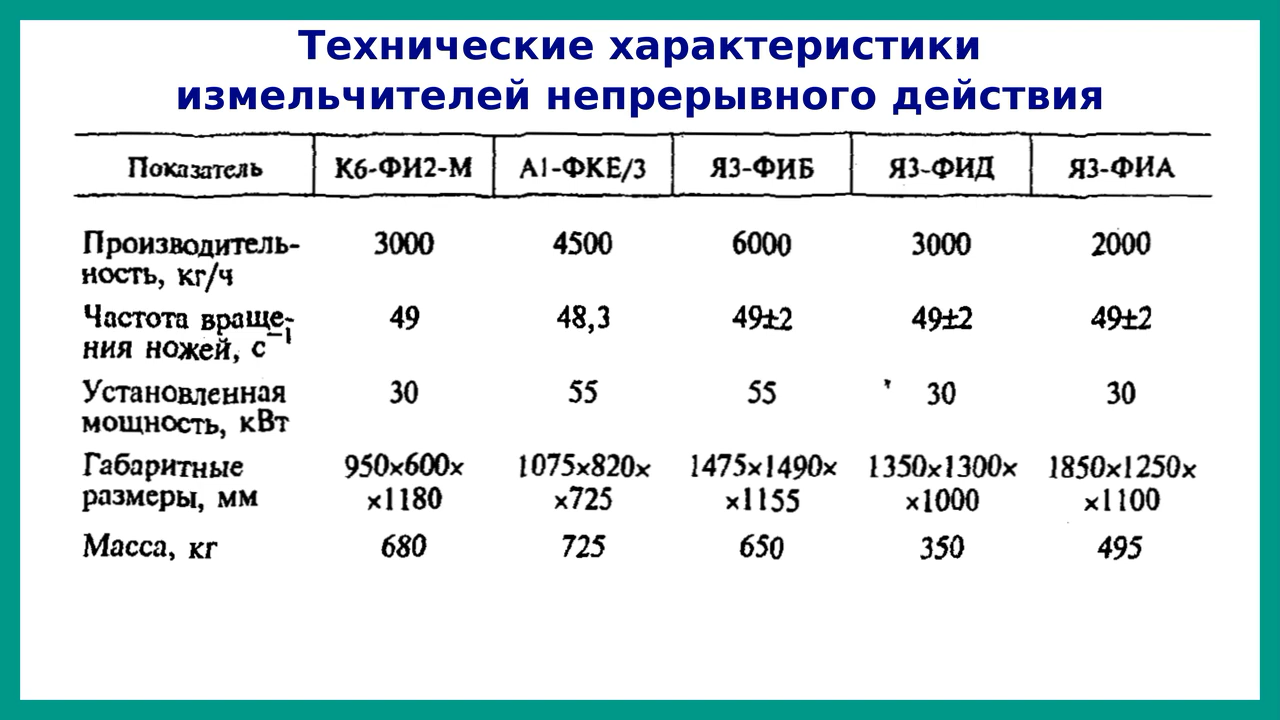 Технические характеристики
измельчителей непрерывного действия
Показатель К6-ФИ2-М А1-ФКЕ/3 Я3-ФИБ Я3-ФИД Я3-ФИА
Производитель- 3000 4500 6000 3000 2000
ность, кг/ч
Частота враще- 49 48,3 49±2 49±2 49±2
ния ножей, с⁻¹
Установленная 30 55 55 30 30
мощность, кВт
Габаритные 950×600× 1075×820× 1475×1490× 1350×1300× 1850×1250×
размеры, мм ×1180 ×725 ×1155 ×1000 ×1100
Масса, кг 680 725 650 350 495